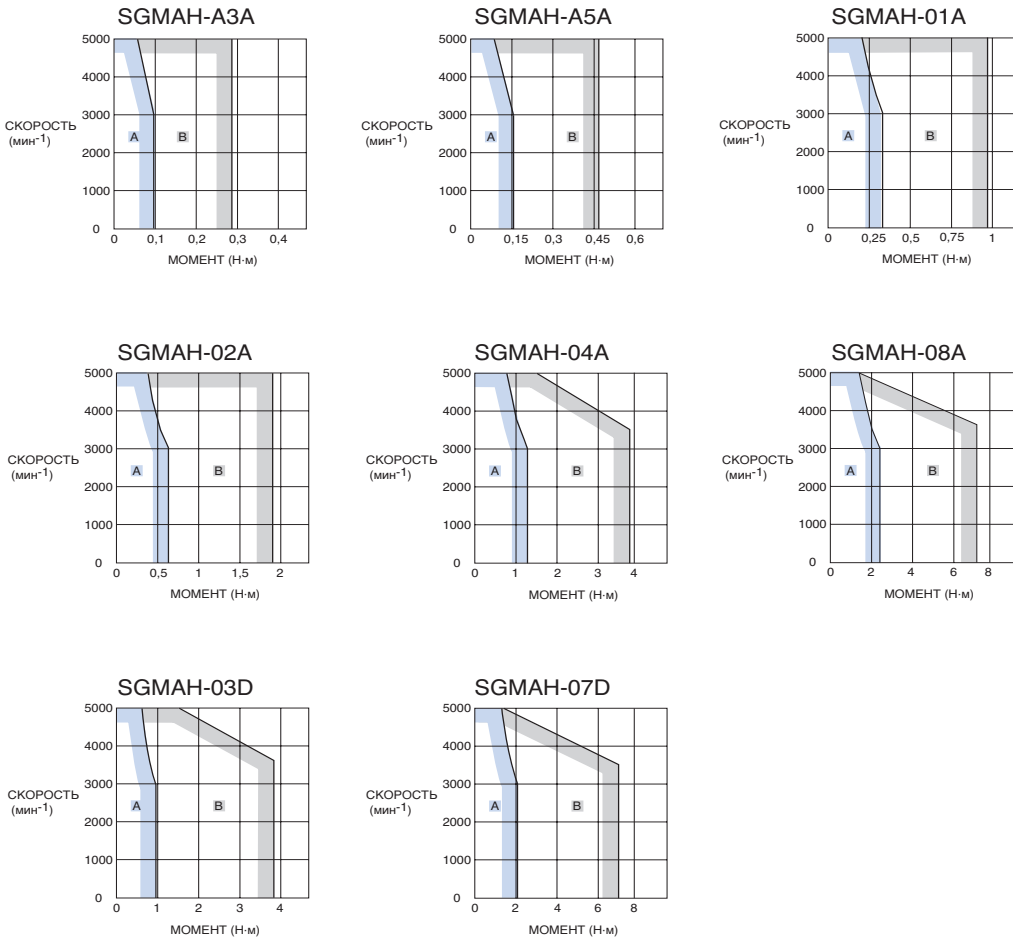 SGMAH-A3A
5000
4000
3000
2000
1000
0
СКОРОСТЬ
(мин-1)
A
B
0 0,1 0,2 0,3 0,4
МОМЕНТ (Н·м)
SGMAH-A5A
5000
4000
3000
2000
1000
0
СКОРОСТЬ
(мин-1)
A
B
0 0,15 0,3 0,45 0,6
МОМЕНТ (Н·м)
SGMAH-01A
5000
4000
3000
2000
1000
0
СКОРОСТЬ
(мин-1)
A
B
0 0,25 0,5 0,75 1
МОМЕНТ (Н·м)
SGMAH-02A
5000
4000
3000
2000
1000
0
СКОРОСТЬ
(мин-1)
A
B
0 0,5 1 1,5 2
МОМЕНТ (Н·м)
SGMAH-04A
5000
4000
3000
2000
1000
0
СКОРОСТЬ
(мин-1)
A
B
0 1 2 3 4
МОМЕНТ (Н·м)
SGMAH-08A
5000
4000
3000
2000
1000
0
СКОРОСТЬ
(мин-1)
A
B
0 2 4 6 8
МОМЕНТ (Н·м)
SGMAH-03D
5000
4000
3000
2000
1000
0
СКОРОСТЬ
(мин-1)
A
B
0 1 2 3 4
МОМЕНТ (Н·м)
SGMAH-07D
5000
4000
3000
2000
1000
0
СКОРОСТЬ
(мин-1)
A
B
0 2 4 6 8
МОМЕНТ (Н·м)